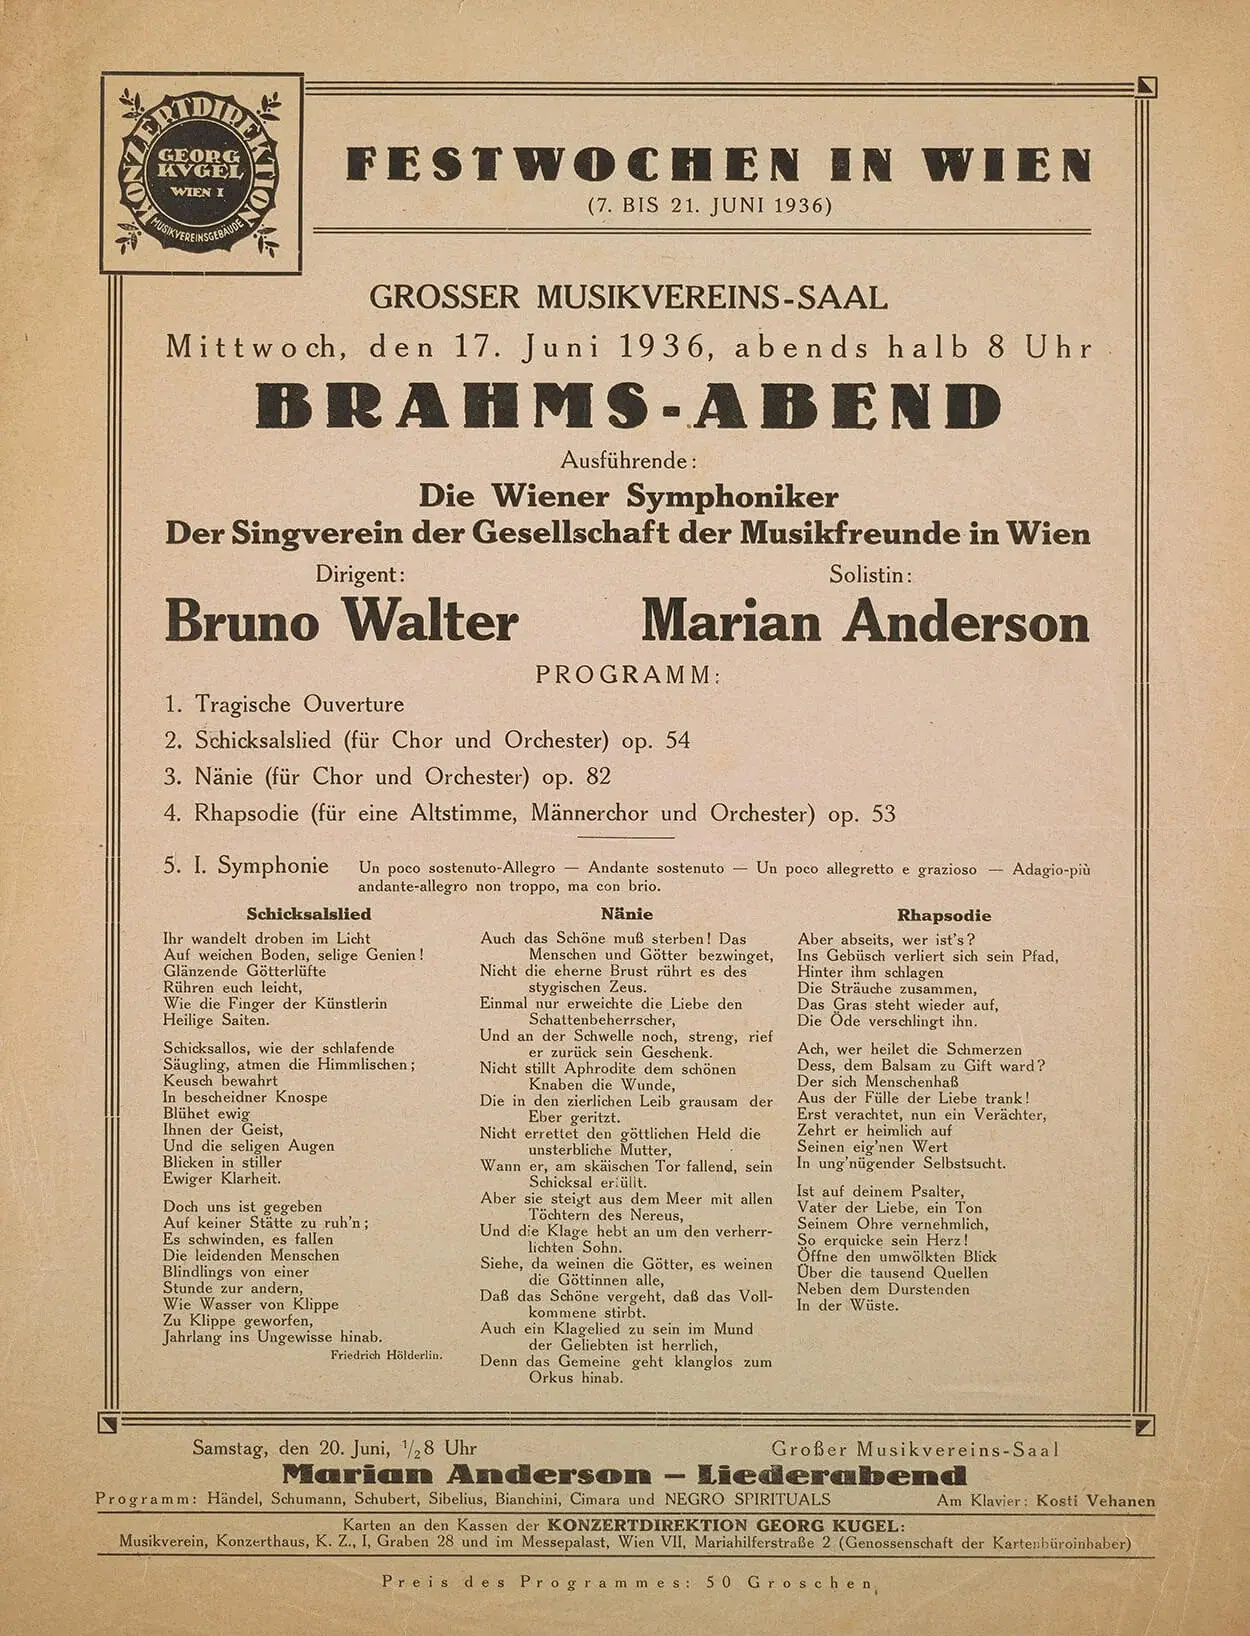 KONZERTDIREKTION
GEORG
KVGEL
WIEN I
MUSIKVEREINSGEBÄUDE
FESTWOCHEN IN WIEN
(7. BIS 21. JUNI 1936)
GROSSER MUSIKVEREINS-SAAL
Mittwoch, den 17. Juni 1936, abends halb 8 Uhr
BRAHMS-ABEND
Ausführende:
Die Wiener Symphoniker
Der Singverein der Gesellschaft der Musikfreunde in Wien
Dirigent: Solistin:
Bruno Walter Marian Anderson
PROGRAMM:
1. Tragische Ouverture
2. Schicksalslied (für Chor und Orchester) op. 54
3. Nänie (für Chor und Orchester) op. 82
4. Rhapsodie (für eine Altstimme, Männerchor und Orchester) op. 53
5. I. Symphonie Un poco sostenuto-Allegro — Andante sostenuto — Un poco allegretto e grazioso — Adagio-più
andante-allegro non troppo, ma con brio.
Schicksalslied
Ihr wandelt droben im Licht
Auf weichen Boden, selige Genien!
Glänzende Götterlüfte
Rühren euch leicht,
Wie die Finger der Künstlerin
Heilige Saiten.
Schicksallos, wie der schlafende
Säugling, atmen die Himmlischen;
Keusch bewahrt
In bescheidner Knospe
Blühet ewig
Ihnen der Geist,
Und die seligen Augen
Blicken in stiller
Ewiger Klarheit.
Doch uns ist gegeben
Auf keiner Stätte zu ruh'n;
Es schwinden, es fallen
Die leidenden Menschen
Blindlings von einer
Stunde zur andern,
Wie Wasser von Klippe
Zu Klippe geworfen,
Jahrlang ins Ungewisse hinab.
Friedrich Hölderlin.
Nänie
Auch das Schöne muß sterben! Das
Menschen und Götter bezwinget,
Nicht die eherne Brust rührt es des
stygischen Zeus.
Einmal nur erweichte die Liebe den
Schattenbeherrscher,
Und an der Schwelle noch, streng, rief
er zurück sein Geschenk.
Nicht stillt Aphrodite dem schönen
Knaben die Wunde,
Die in den zierlichen Leib grausam der
Eber geritzt.
Nicht errettet den göttlichen Held die
unsterbliche Mutter,
Wann er, am skäischen Tor fallend, sein
Schicksal erfüllt.
Aber sie steigt aus dem Meer mit allen
Töchtern des Nereus,
Und die Klage hebt an um den verherr-
lichten Sohn.
Siehe, da weinen die Götter, es weinen
die Göttinnen alle,
Daß das Schöne vergeht, daß das Voll-
kommene stirbt.
Auch ein Klagelied zu sein im Mund
der Geliebten ist herrlich,
Denn das Gemeine geht klanglos zum
Orkus hinab.
Rhapsodie
Aber abseits, wer ist's?
Ins Gebüsch verliert sich sein Pfad,
Hinter ihm schlagen
Die Sträuche zusammen,
Das Gras steht wieder auf,
Die Öde verschlingt ihn.
Ach, wer heilet die Schmerzen
Dess, dem Balsam zu Gift ward?
Der sich Menschenhaß
Aus der Fülle der Liebe trank!
Erst verachtet, nun ein Verächter,
Zehrt er heimlich auf
Seinen eig'nen Wert
In ung'nügender Selbstsucht.
Ist auf deinem Psalter,
Vater der Liebe, ein Ton
Seinem Ohre vernehmlich,
So erquicke sein Herz!
Öffne den umwölkten Blick
Über die tausend Quellen
Neben dem Durstenden
In der Wüste.
Samstag, den 20. Juni, 1/2 8 Uhr Großer Musikvereins-Saal
Marian Anderson – Liederabend
Programm: Händel, Schumann, Schubert, Sibelius, Bianchini, Cimara und NEGRO SPIRITUALS Am Klavier: Kosti Vehanen
Karten an den Kassen der KONZERTDIREKTION GEORG KUGEL:
Musikverein, Konzerthaus, K. Z., I, Graben 28 und im Messepalast, Wien VII, Mariahilferstraße 2 (Genossenschaft der Kartenbüroinhaber)
Preis des Programmes: 50 Groschen.